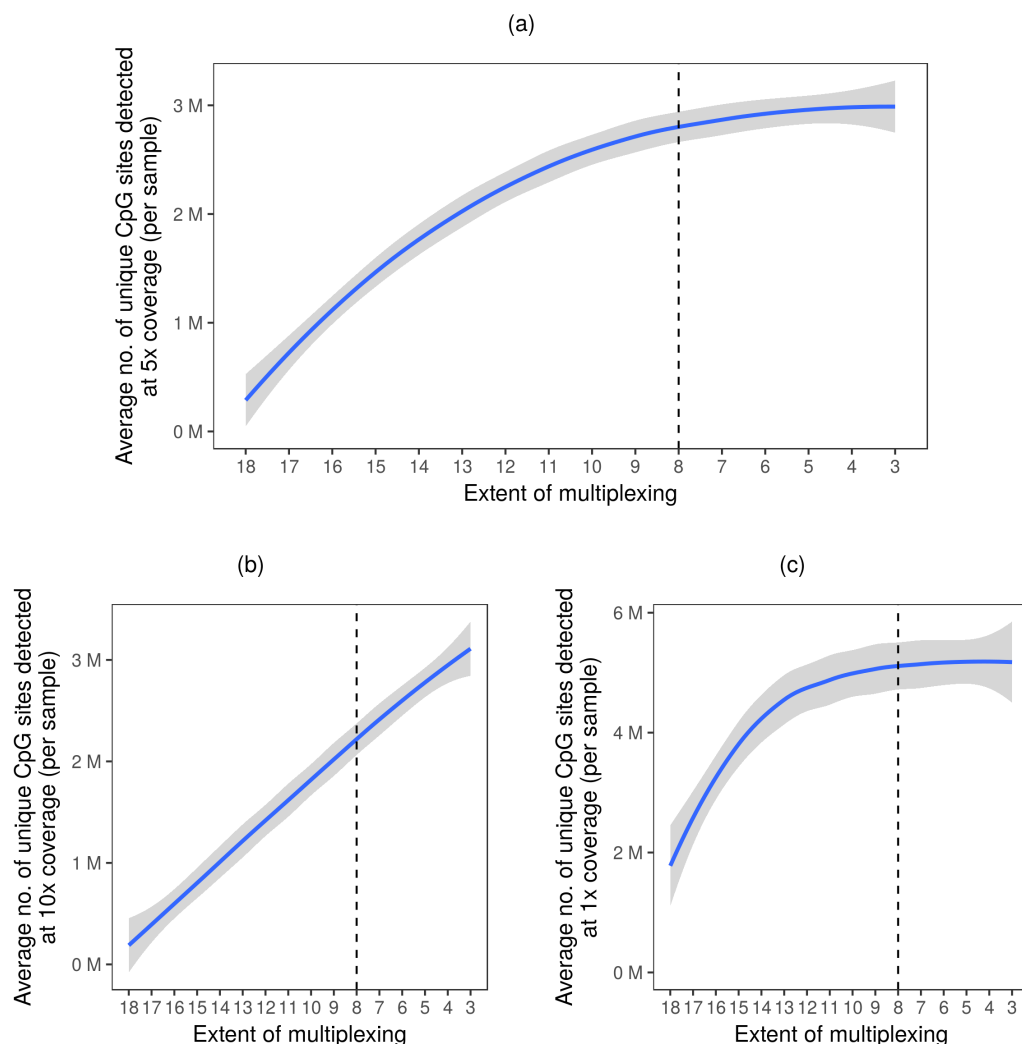 (a)
Average no. of unique CpG sites detected
at 5x coverage (per sample)
3 M
2 M
1 M
0 M
18 17 16 15 14 13 12 11 10 9 8 7 6 5 4 3
Extent of multiplexing
(b)
Average no. of unique CpG sites detected
at 10x coverage (per sample)
3 M
2 M
1 M
0 M
18 17 16 15 14 13 12 11 10 9 8 7 6 5 4 3
Extent of multiplexing
(c)
Average no. of unique CpG sites detected
at 1x coverage (per sample)
6 M
4 M
2 M
0 M
18 17 16 15 14 13 12 11 10 9 8 7 6 5 4 3
Extent of multiplexing